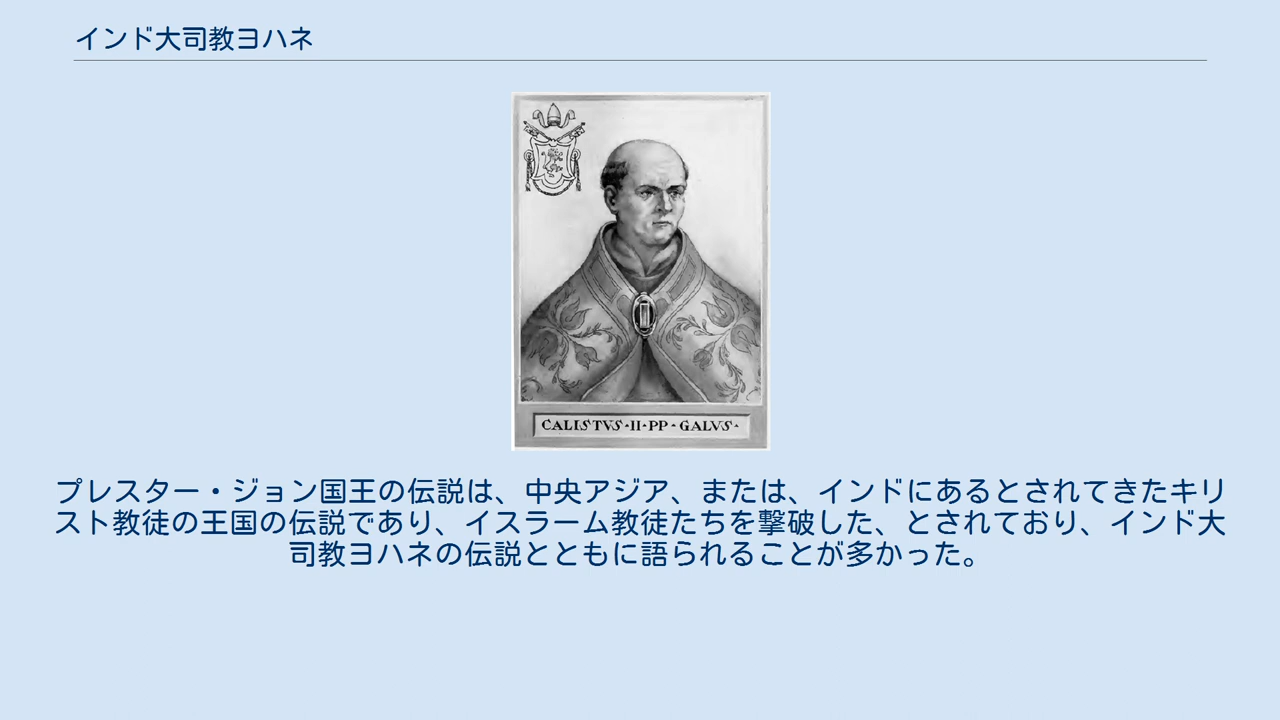 インド大司教ヨハネ
CALISTVS·II·PP·GALVS·
プレスター・ジョン国王の伝説は、中央アジア、または、インドにあるとされてきたキリ
スト教徒の王国の伝説であり、イスラーム教徒たちを撃破した、とされており、インド大
司教ヨハネの伝説とともに語られることが多かった。